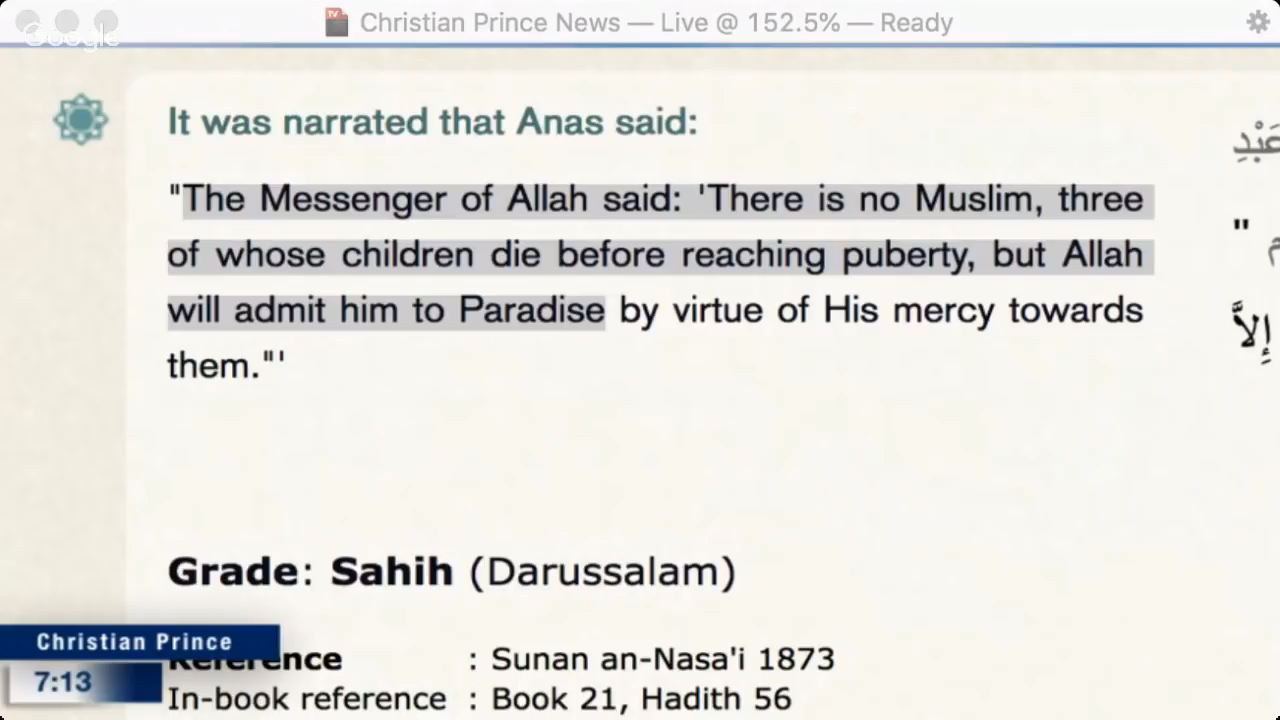 Christian Prince News — Live @ 152.5% — Ready
Google
It was narrated that Anas said:
"The Messenger of Allah said: 'There is no Muslim, three
of whose children die before reaching puberty, but Allah
will admit him to Paradise by virtue of His mercy towards
them."'
عَبْدِ
"
إِلاَّ
Grade: Sahih (Darussalam)
Christian Prince
7:13
Reference : Sunan an-Nasa'i 1873
In-book reference : Book 21, Hadith 56